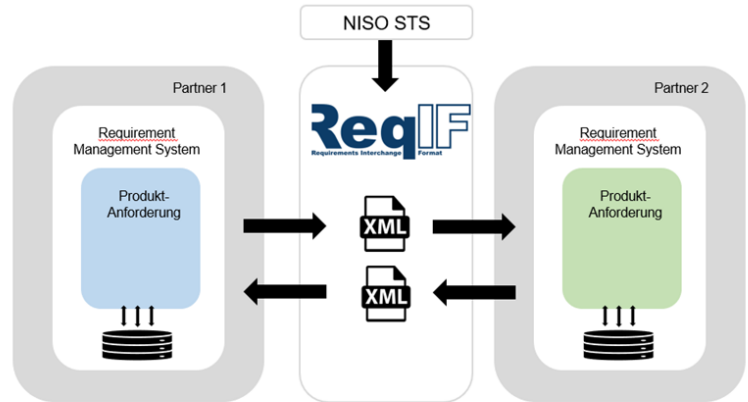 NISO STS
Partner 1
Requirement
Management System
Produkt-
Anforderung
ReqIF
Requirements Interchange Format
XML
XML
Partner 2
Requirement
Management System
Produkt-
Anforderung